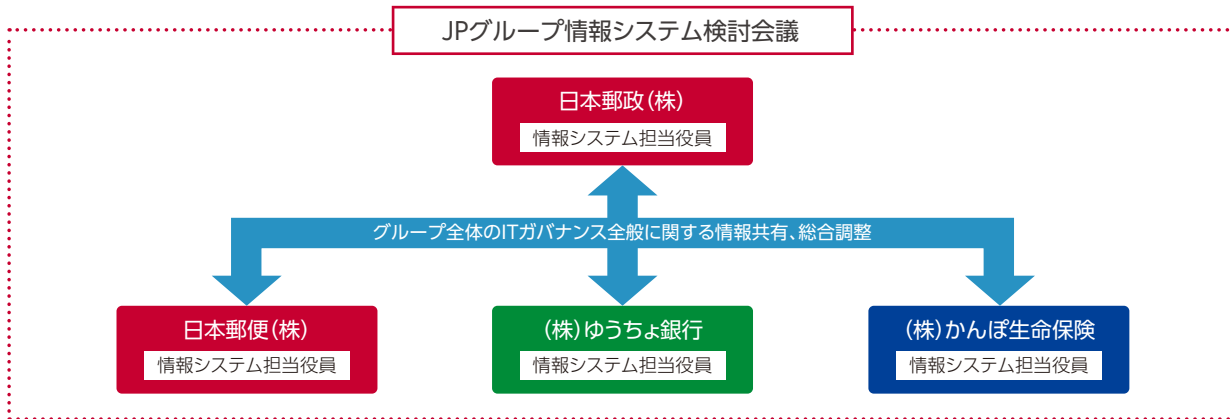 JPグループ情報システム検討会議
日本郵政(株)
情報システム担当役員
グループ全体のITガバナンス全般に関する情報共有、総合調整
日本郵便(株)
情報システム担当役員
(株)ゆうちょ銀行
情報システム担当役員
(株)かんぽ生命保険
情報システム担当役員